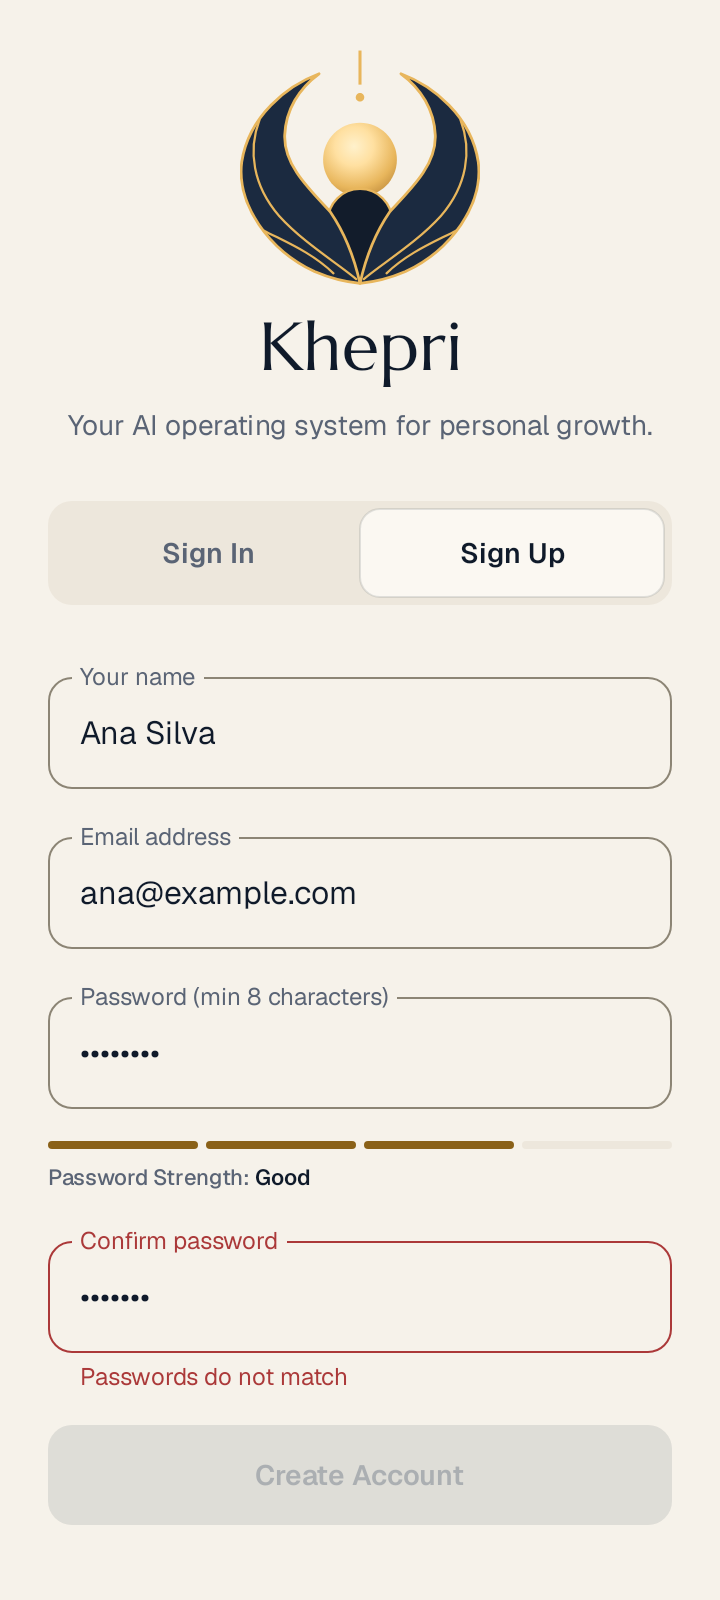 Khepri
Your AI operating system for personal growth.
Sign In
Sign Up
Your name
Ana Silva
Email address
ana@example.com
Password (min 8 characters)
••••••••
Password Strength: Good
Confirm password
•••••••
Passwords do not match
Create Account